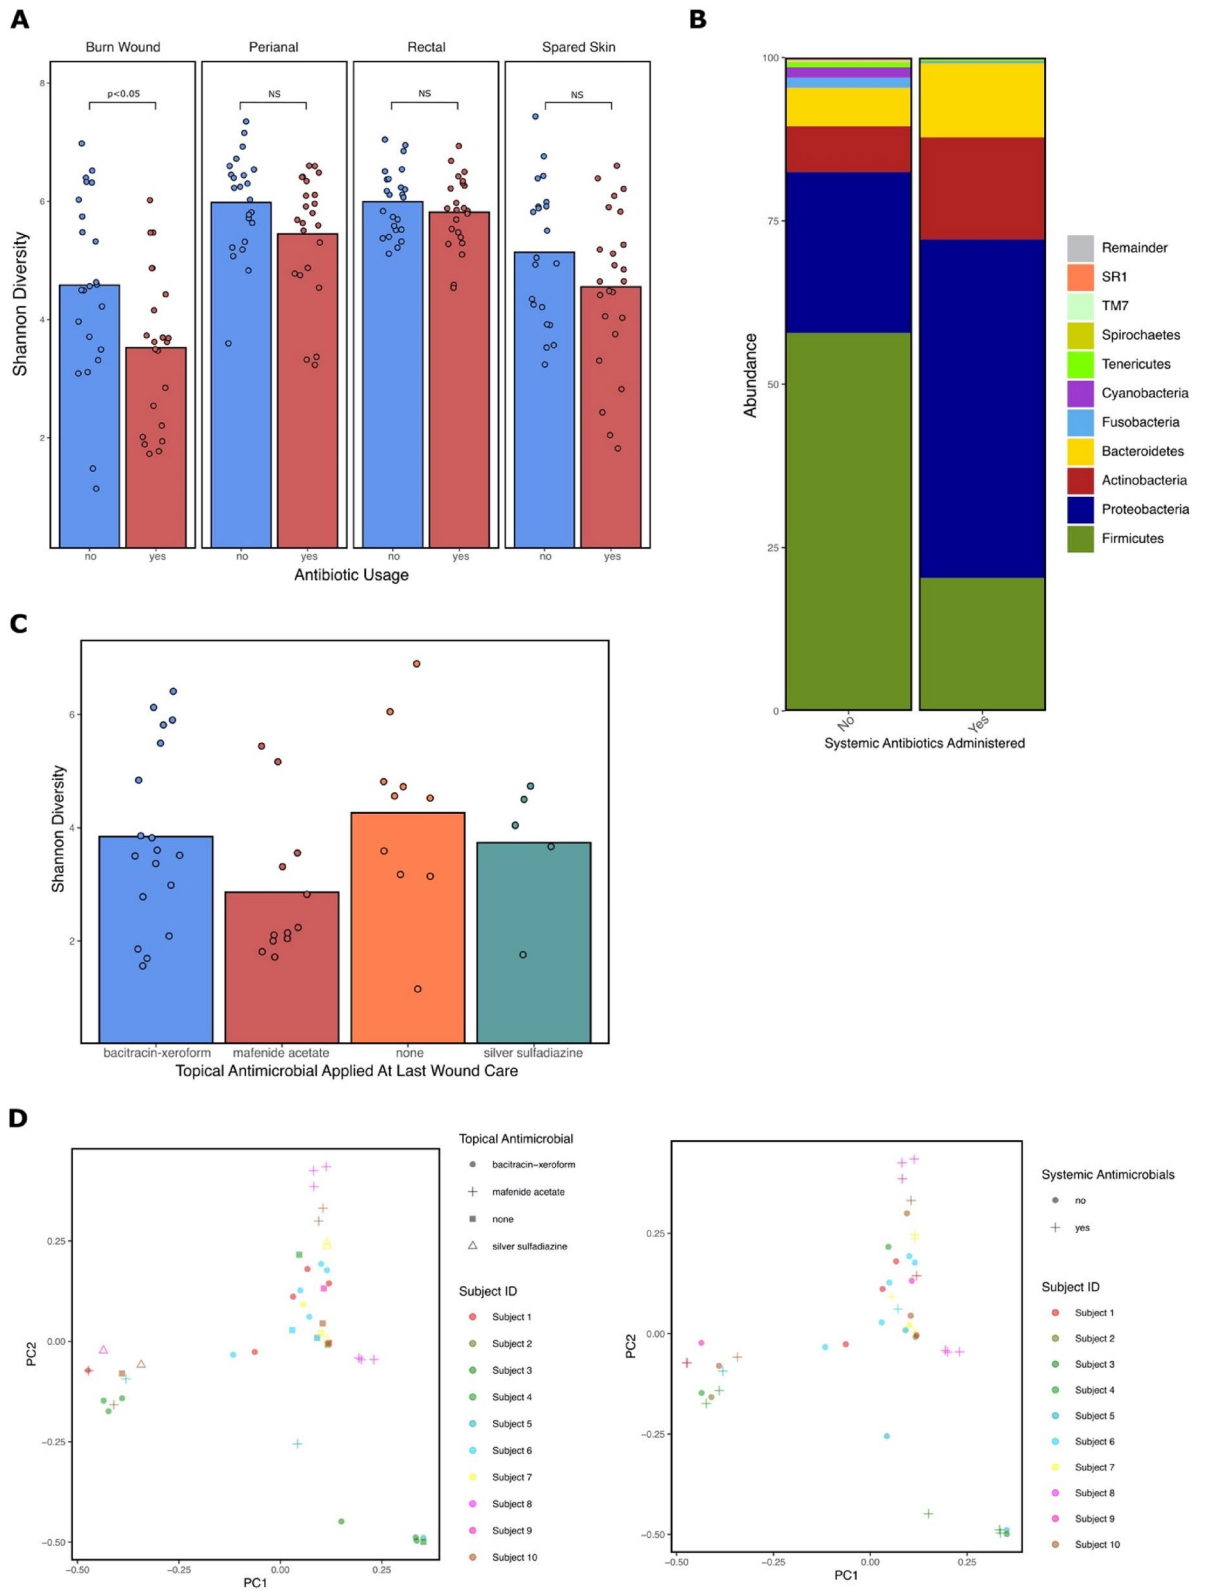 A
Burn Wound Perianal Rectal Spared Skin
p<0.05 NS NS NS
8
6
4
2
Shannon Diversity
no yes no yes no yes no yes
Antibiotic Usage
B
100
75
50
25
0
Abundance
No Yes
Systemic Antibiotics Administered
Remainder
SR1
TM7
Spirochaetes
Tenericutes
Cyanobacteria
Fusobacteria
Bacteroidetes
Actinobacteria
Proteobacteria
Firmicutes
C
6
4
2
Shannon Diversity
bacitracin-xeroform mafenide acetate none silver sulfadiazine
Topical Antimicrobial Applied At Last Wound Care
D
0.25
0.00
−0.25
−0.50
PC2
−0.50 −0.25 0.00 0.25
PC1
Topical Antimicrobial
bacitracin−xeroform
mafenide acetate
none
silver sulfadiazine
Subject ID
Subject 1
Subject 2
Subject 3
Subject 4
Subject 5
Subject 6
Subject 7
Subject 8
Subject 9
Subject 10
0.25
0.00
−0.25
−0.50
PC2
−0.50 −0.25 0.00 0.25
PC1
Systemic Antimicrobials
no
yes
Subject ID
Subject 1
Subject 2
Subject 3
Subject 4
Subject 5
Subject 6
Subject 7
Subject 8
Subject 9
Subject 10